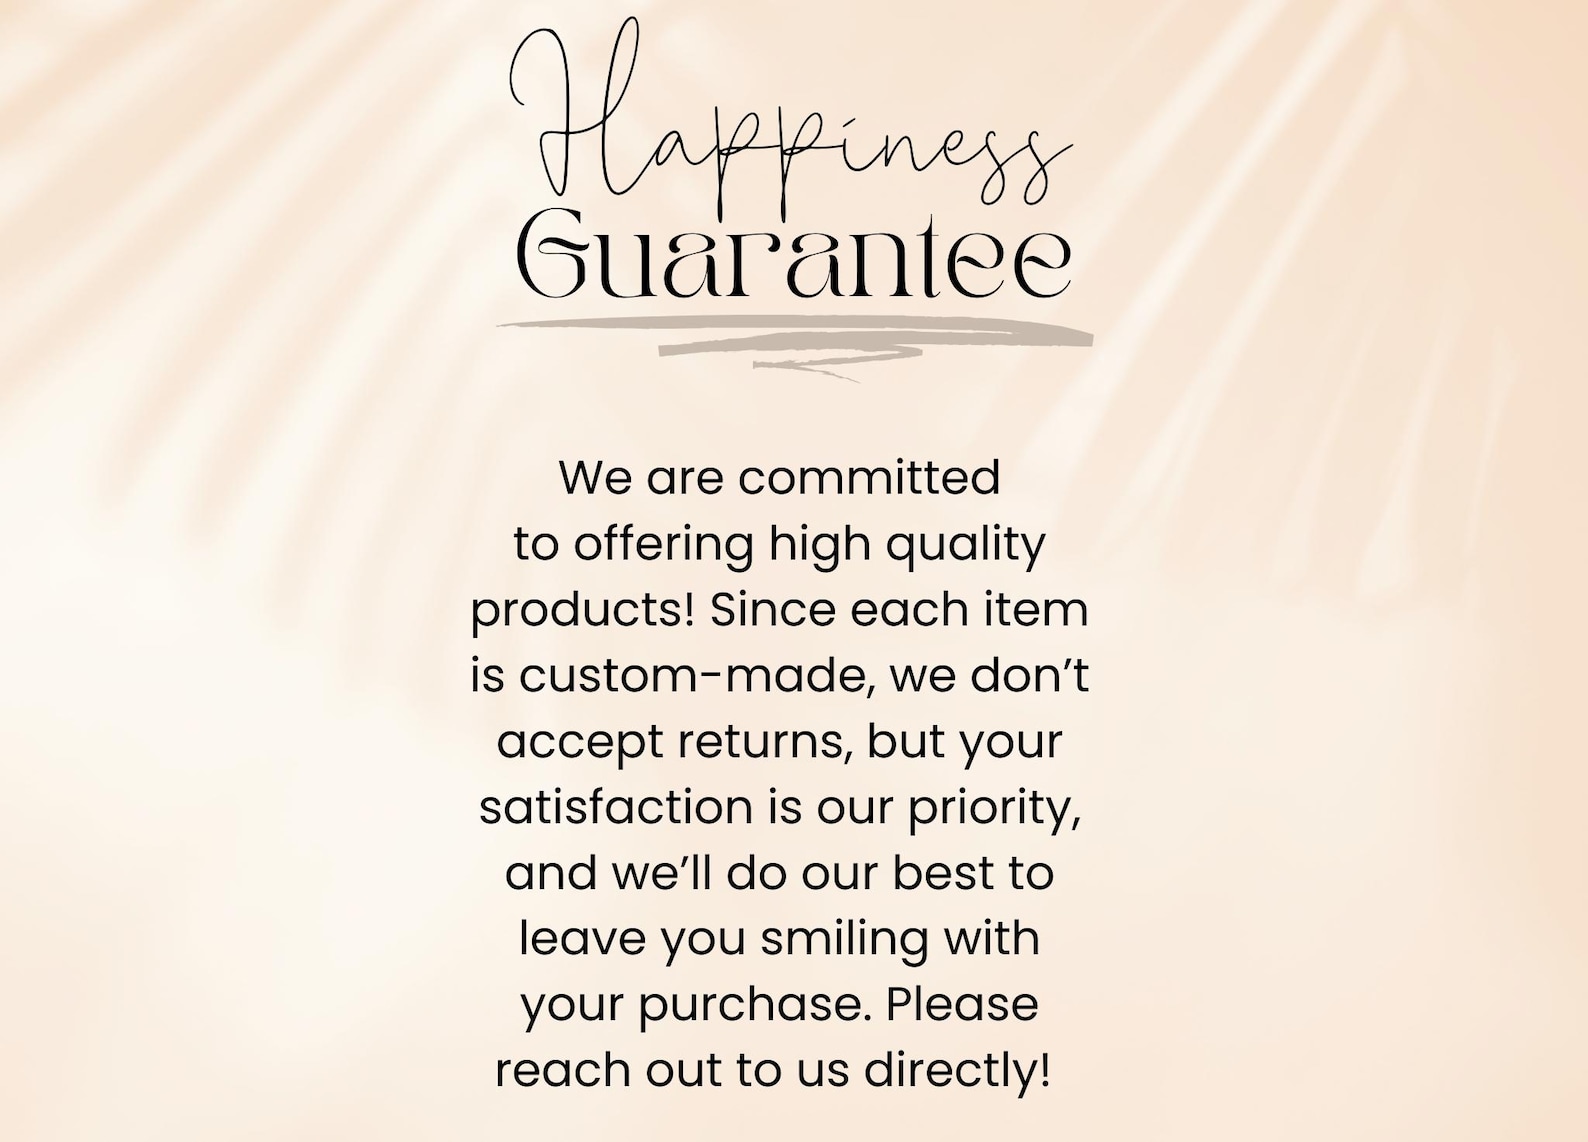 Happiness
Guarantee
We are committed
to offering high quality
products! Since each item
is custom-made, we don’t
accept returns, but your
satisfaction is our priority,
and we’ll do our best to
leave you smiling with
your purchase. Please
reach out to us directly!